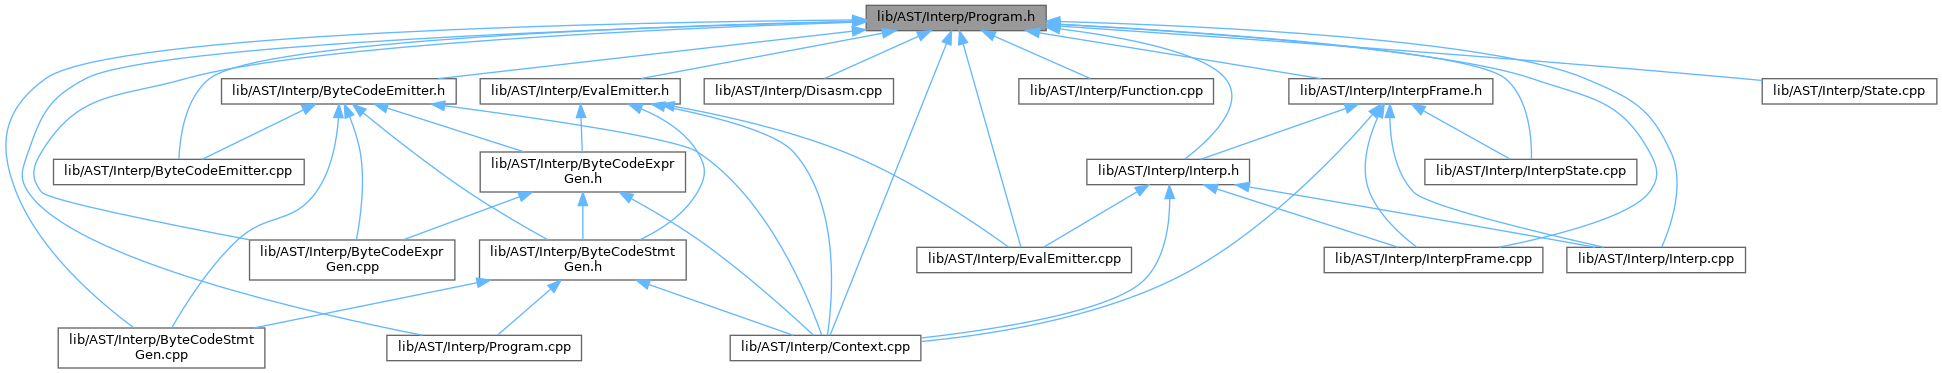 lib/AST/Interp/Program.h
lib/AST/Interp/ByteCodeEmitter.h
lib/AST/Interp/EvalEmitter.h
lib/AST/Interp/Disasm.cpp
lib/AST/Interp/Function.cpp
lib/AST/Interp/InterpFrame.h
lib/AST/Interp/State.cpp
lib/AST/Interp/ByteCodeEmitter.cpp
lib/AST/Interp/ByteCodeExpr
Gen.h
lib/AST/Interp/Interp.h
lib/AST/Interp/InterpState.cpp
lib/AST/Interp/ByteCodeExpr
Gen.cpp
lib/AST/Interp/ByteCodeStmt
Gen.h
lib/AST/Interp/EvalEmitter.cpp
lib/AST/Interp/InterpFrame.cpp
lib/AST/Interp/Interp.cpp
lib/AST/Interp/ByteCodeStmt
Gen.cpp
lib/AST/Interp/Program.cpp
lib/AST/Interp/Context.cpp